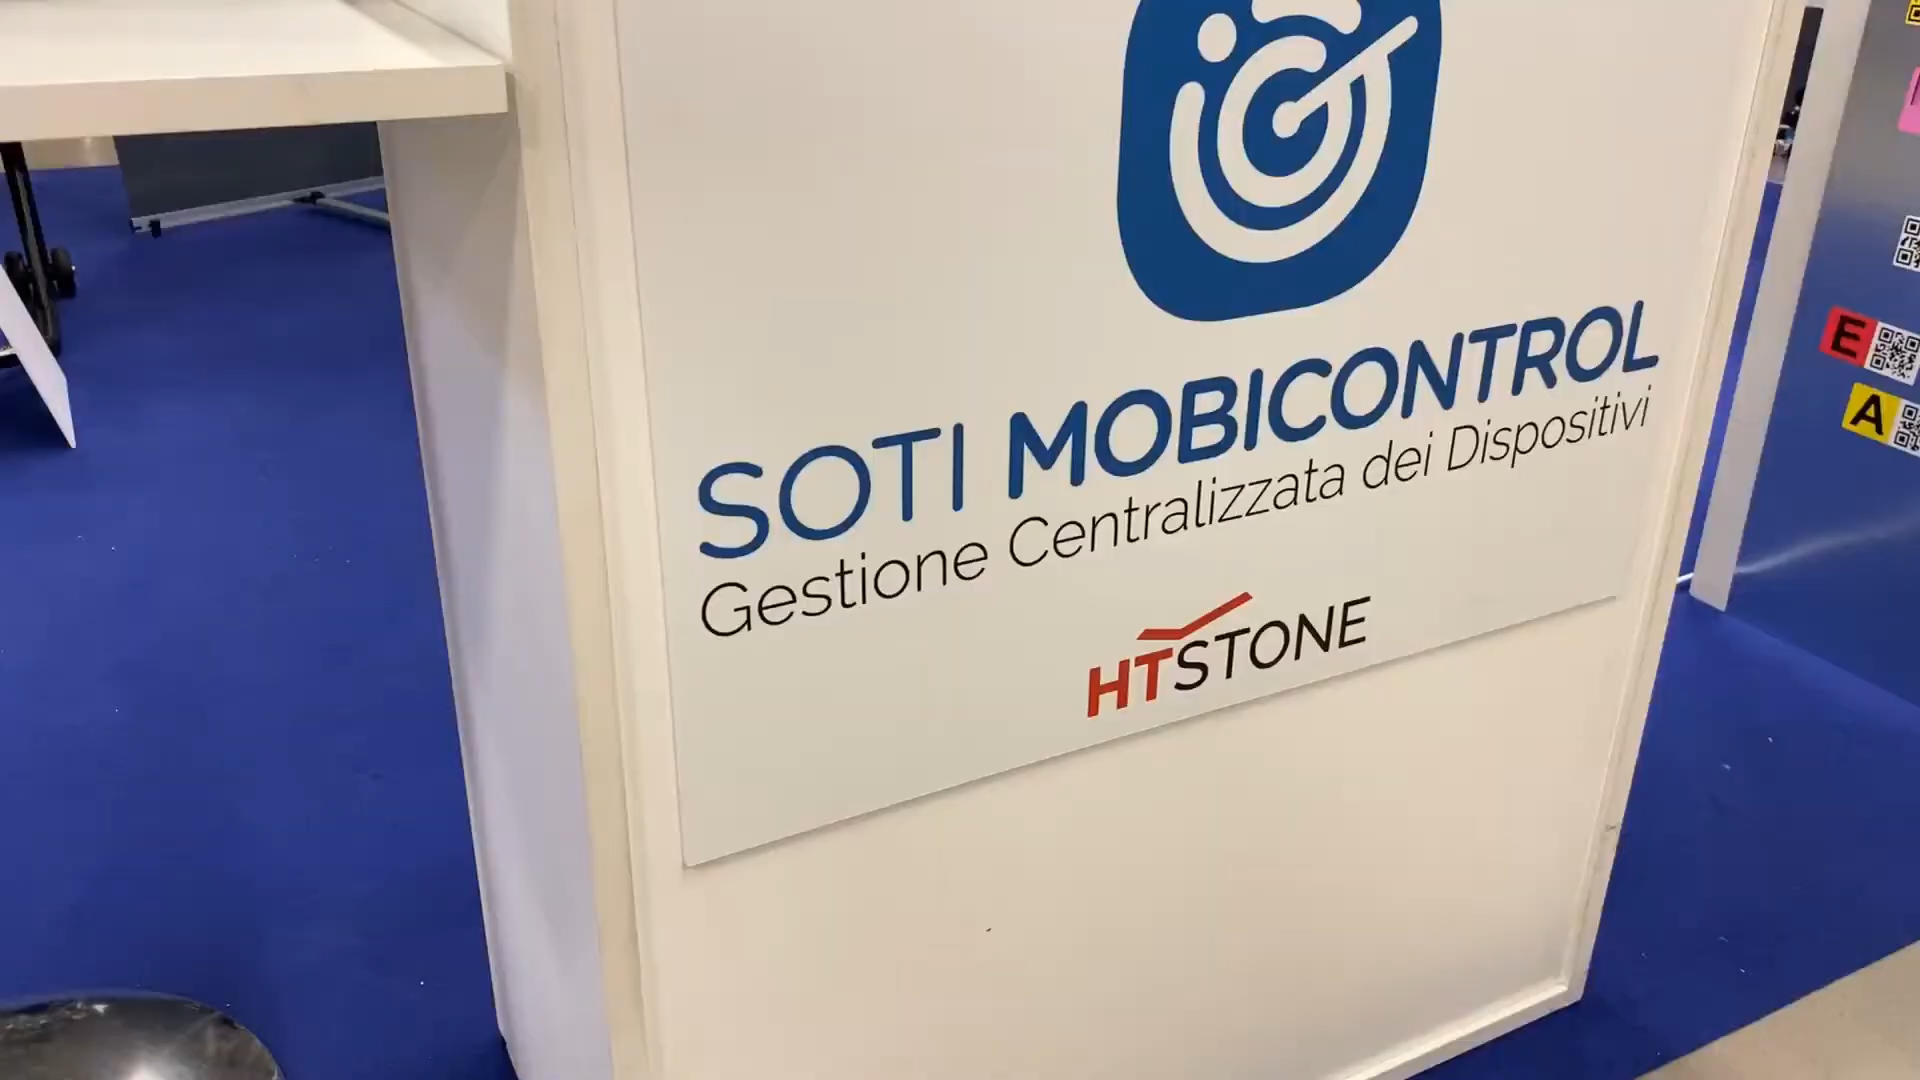 SOTI MOBICONTROL
Gestione Centralizzata dei Dispositivi
HTSTONE
E
A